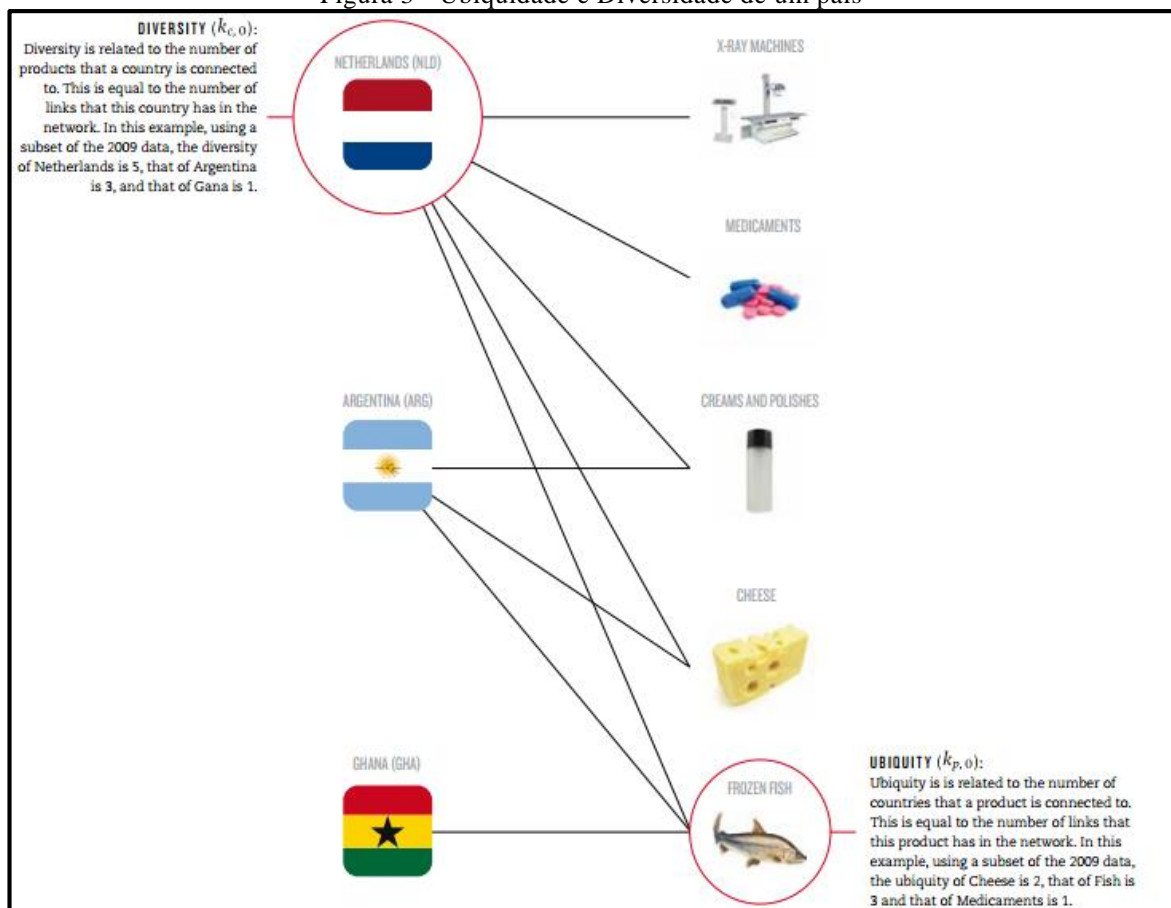 Figura 3 - Ubiquidade e Diversidade de um país
DIVERSITY (k_{c,0}):
Diversity is related to the number of
products that a country is connected
to. This is equal to the number of
links that this country has in the
network. In this example, using a
subset of the 2009 data, the diversity
of Netherlands is 5, that of Argentina
is 3, and that of Gana is 1.
NETHERLANDS (NLD)
X-RAY MACHINES
MEDICAMENTS
ARGENTINA (ARG)
CREAMS AND POLISHES
CHEESE
GHANA (GHA)
FROZEN FISH
UBIQUITY (k_{p,0}):
Ubiquity is is related to the number of
countries that a product is connected to.
This is equal to the number of links that
this product has in the network. In this
example, using a subset of the 2009 data,
the ubiquity of Cheese is 2, that of Fish is
3 and that of Medicaments is 1.